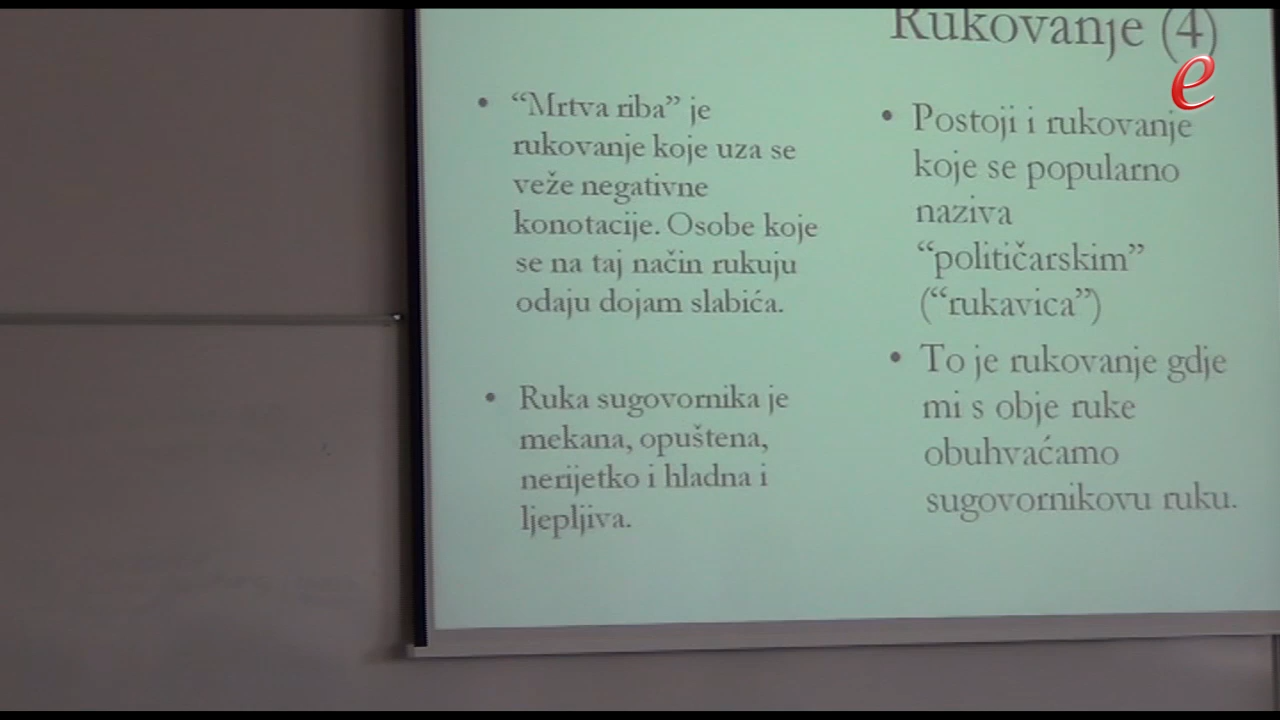 Rukovanje (4)
e
• “Mrtva riba” je
rukovanje koje uza se
veže negativne
konotacije. Osobe koje
se na taj način rukuju
odaju dojam slabića.
• Ruka sugovornika je
mekana, opuštena,
nerijetko i hladna i
ljepljiva.
• Postoji i rukovanje
koje se popularno
naziva
“političarskim”
(“rukavica”)
• To je rukovanje gdje
mi s obje ruke
obuhvaćamo
sugovornikovu ruku.